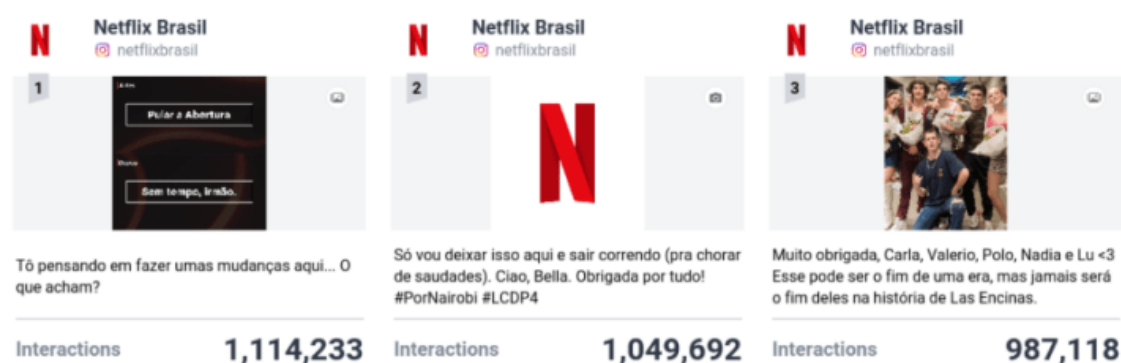 Netflix Brasil
netflixbrasil
1
Pular a Abertura
Sem tempo, irmão.
Tô pensando em fazer umas mudanças aqui... O
que acham?
Interactions 1,114,233
Netflix Brasil
netflixbrasil
2
N
Só vou deixar isso aqui e sair correndo (pra chorar
de saudades). Ciao, Bella. Obrigada por tudo!
#PorNairobi #LCDP4
Interactions 1,049,692
Netflix Brasil
netflixbrasil
3
Muito obrigada, Carla, Valerio, Polo, Nadia e Lu <3
Esse pode ser o fim de uma era, mas jamais será
o fim deles na história de Las Encinas.
Interactions 987,118